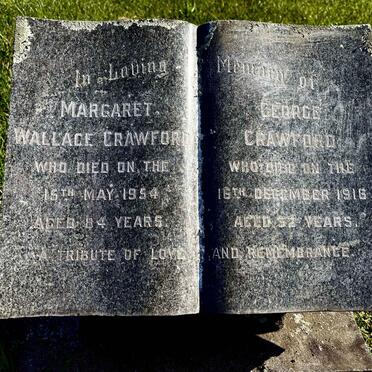 In Loving
MARGARET
WALLACE CRAWFORD
WHO DIED ON THE
15TH MAY 1954
AGED 84 YEARS.
A TRIBUTE OF LOVE
Memory of
GEORGE
CRAWFORD
WHO DIED ON THE
16TH DECEMBER 1916
AGED YEARS.
AND REMEMBRANCE.